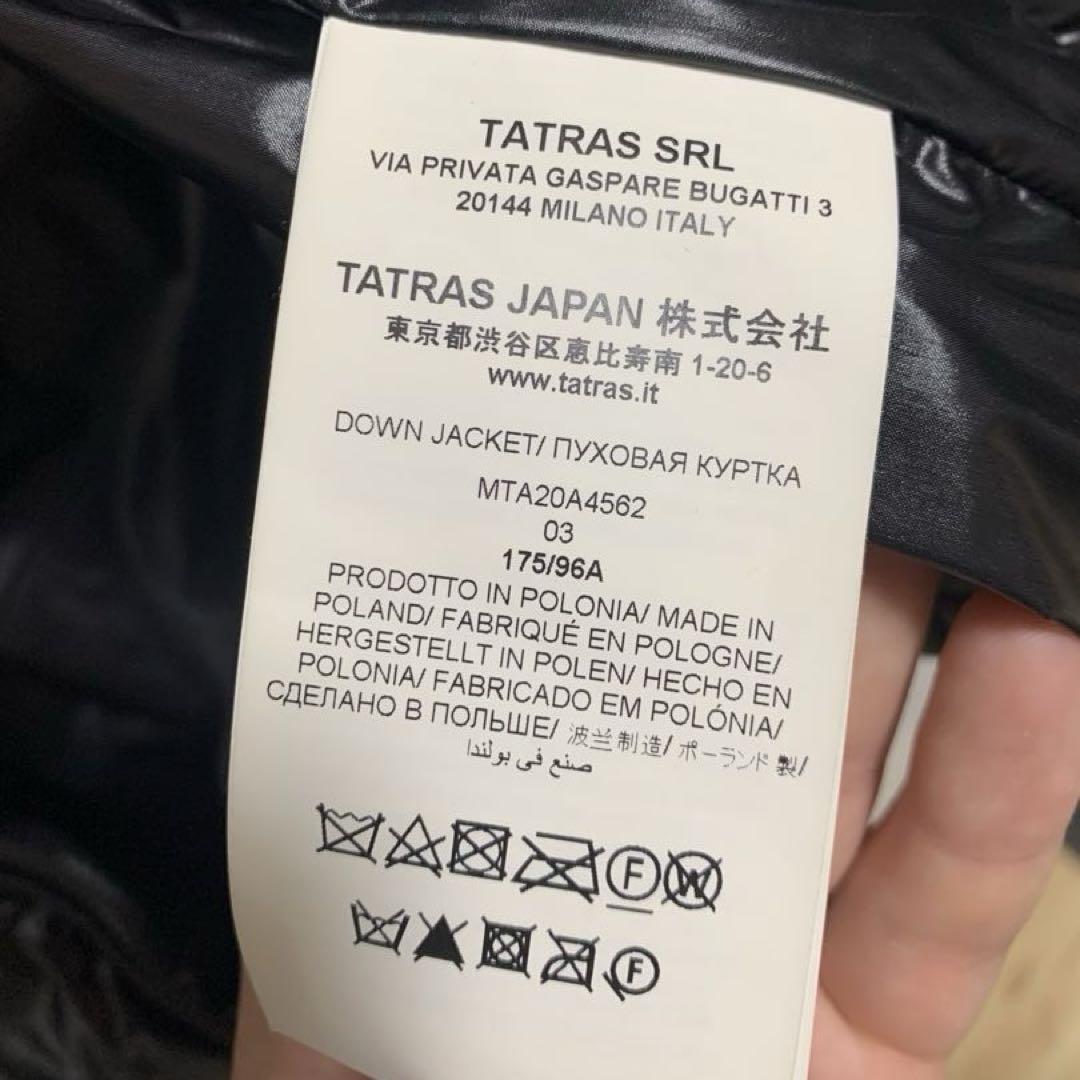 TATRAS SRL
VIA PRIVATA GASPARE BUGATTI 3
20144 MILANO ITALY
TATRAS JAPAN 株式会社
東京都渋谷区恵比寿南 1-20-6
www.tatras.it
DOWN JACKET/ ПУХОВАЯ КУРТКА
MTA20A4562
03
175/96A
PRODOTTO IN POLONIA/ MADE IN
POLAND/ FABRIQUÉ EN POLOGNE/
HERGESTELLT IN POLEN/ HECHO EN
POLONIA/ FABRICADO EM POLÓNIA/
СДЕЛАНО В ПОЛЬШЕ/ 波兰制造/ ポーランド 製/
صنع في بولندا
F W
F